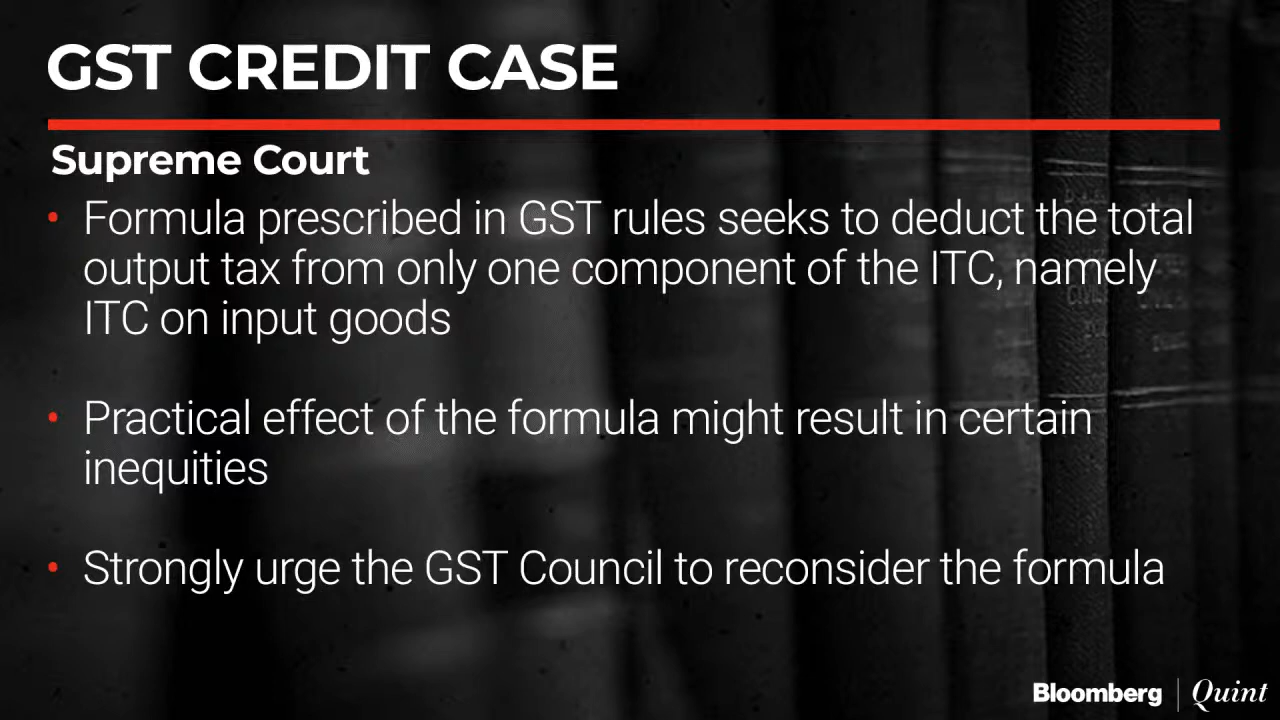 GST CREDIT CASE
Supreme Court
• Formula prescribed in GST rules seeks to deduct the total
output tax from only one component of the ITC, namely
ITC on input goods
• Practical effect of the formula might result in certain
inequities
• Strongly urge the GST Council to reconsider the formula
Bloomberg | Quint